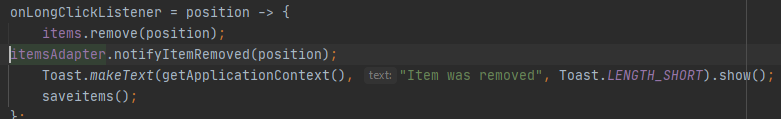 onLongClickListener = position -> {
items.remove(position);
itemsAdapter.notifyItemRemoved(position);
Toast.makeText(getApplicationContext(), text: "Item was removed", Toast.LENGTH_SHORT).show();
saveitems();
};